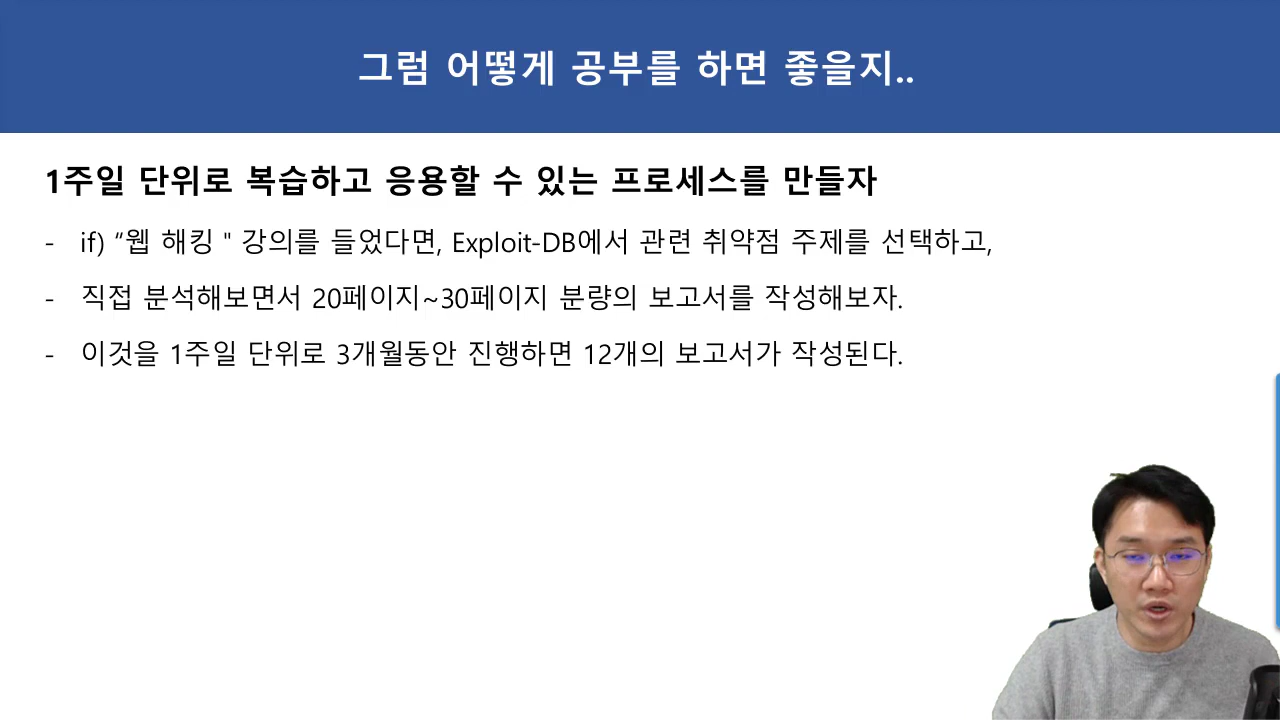 그럼 어떻게 공부를 하면 좋을지..
1주일 단위로 복습하고 응용할 수 있는 프로세스를 만들자
- if) “웹 해킹 " 강의를 들었다면, Exploit-DB에서 관련 취약점 주제를 선택하고,
- 직접 분석해보면서 20페이지~30페이지 분량의 보고서를 작성해보자.
- 이것을 1주일 단위로 3개월동안 진행하면 12개의 보고서가 작성된다.